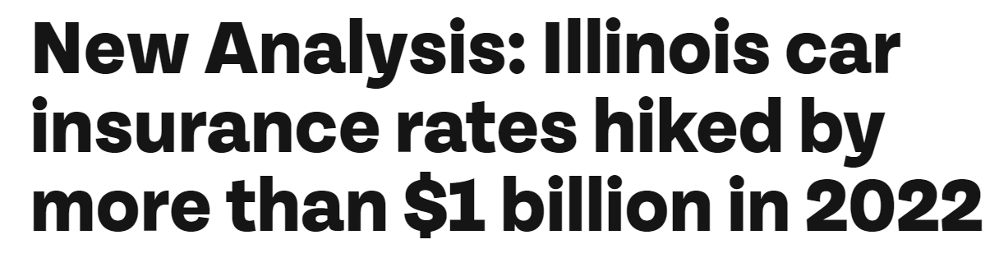 New Analysis: Illinois car
insurance rates hiked by
more than $1 billion in 2022